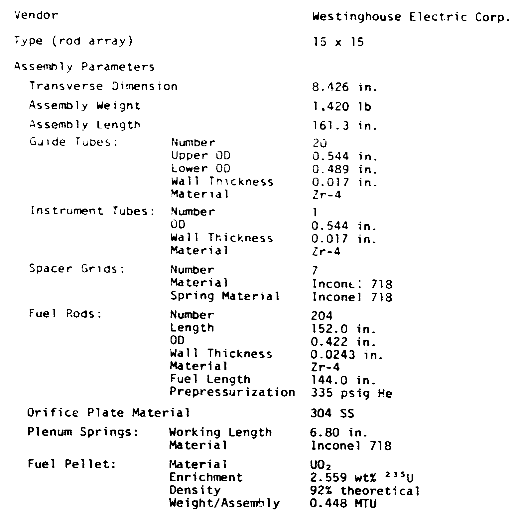 Vendor Westinghouse Electric Corp.
Type (rod array) 15 x 15
Assembly Parameters
Transverse Dimension 8.426 in.
Assembly Weight 1,420 lb
Assembly Length 161.3 in.
Guide Tubes: Number 20
Upper OD 0.544 in.
Lower OD 0.489 in.
Wall Thickness 0.017 in.
Material Zr-4
Instrument Tubes: Number 1
OD 0.544 in.
Wall Thickness 0.017 in.
Material Zr-4
Spacer Grids: Number 7
Material Inconel 718
Spring Material Inconel 718
Fuel Rods: Number 204
Length 152.0 in.
OD 0.422 in.
Wall Thickness 0.0243 in.
Material Zr-4
Fuel Length 144.0 in.
Prepressurization 335 psig He
Orifice Plate Material 304 SS
Plenum Springs: Working Length 6.80 in.
Material Inconel 718
Fuel Pellet: Material UO₂
Enrichment 2.559 wt% ²³⁵U
Density 92% theoretical
Weight/Assembly 0.448 MTU